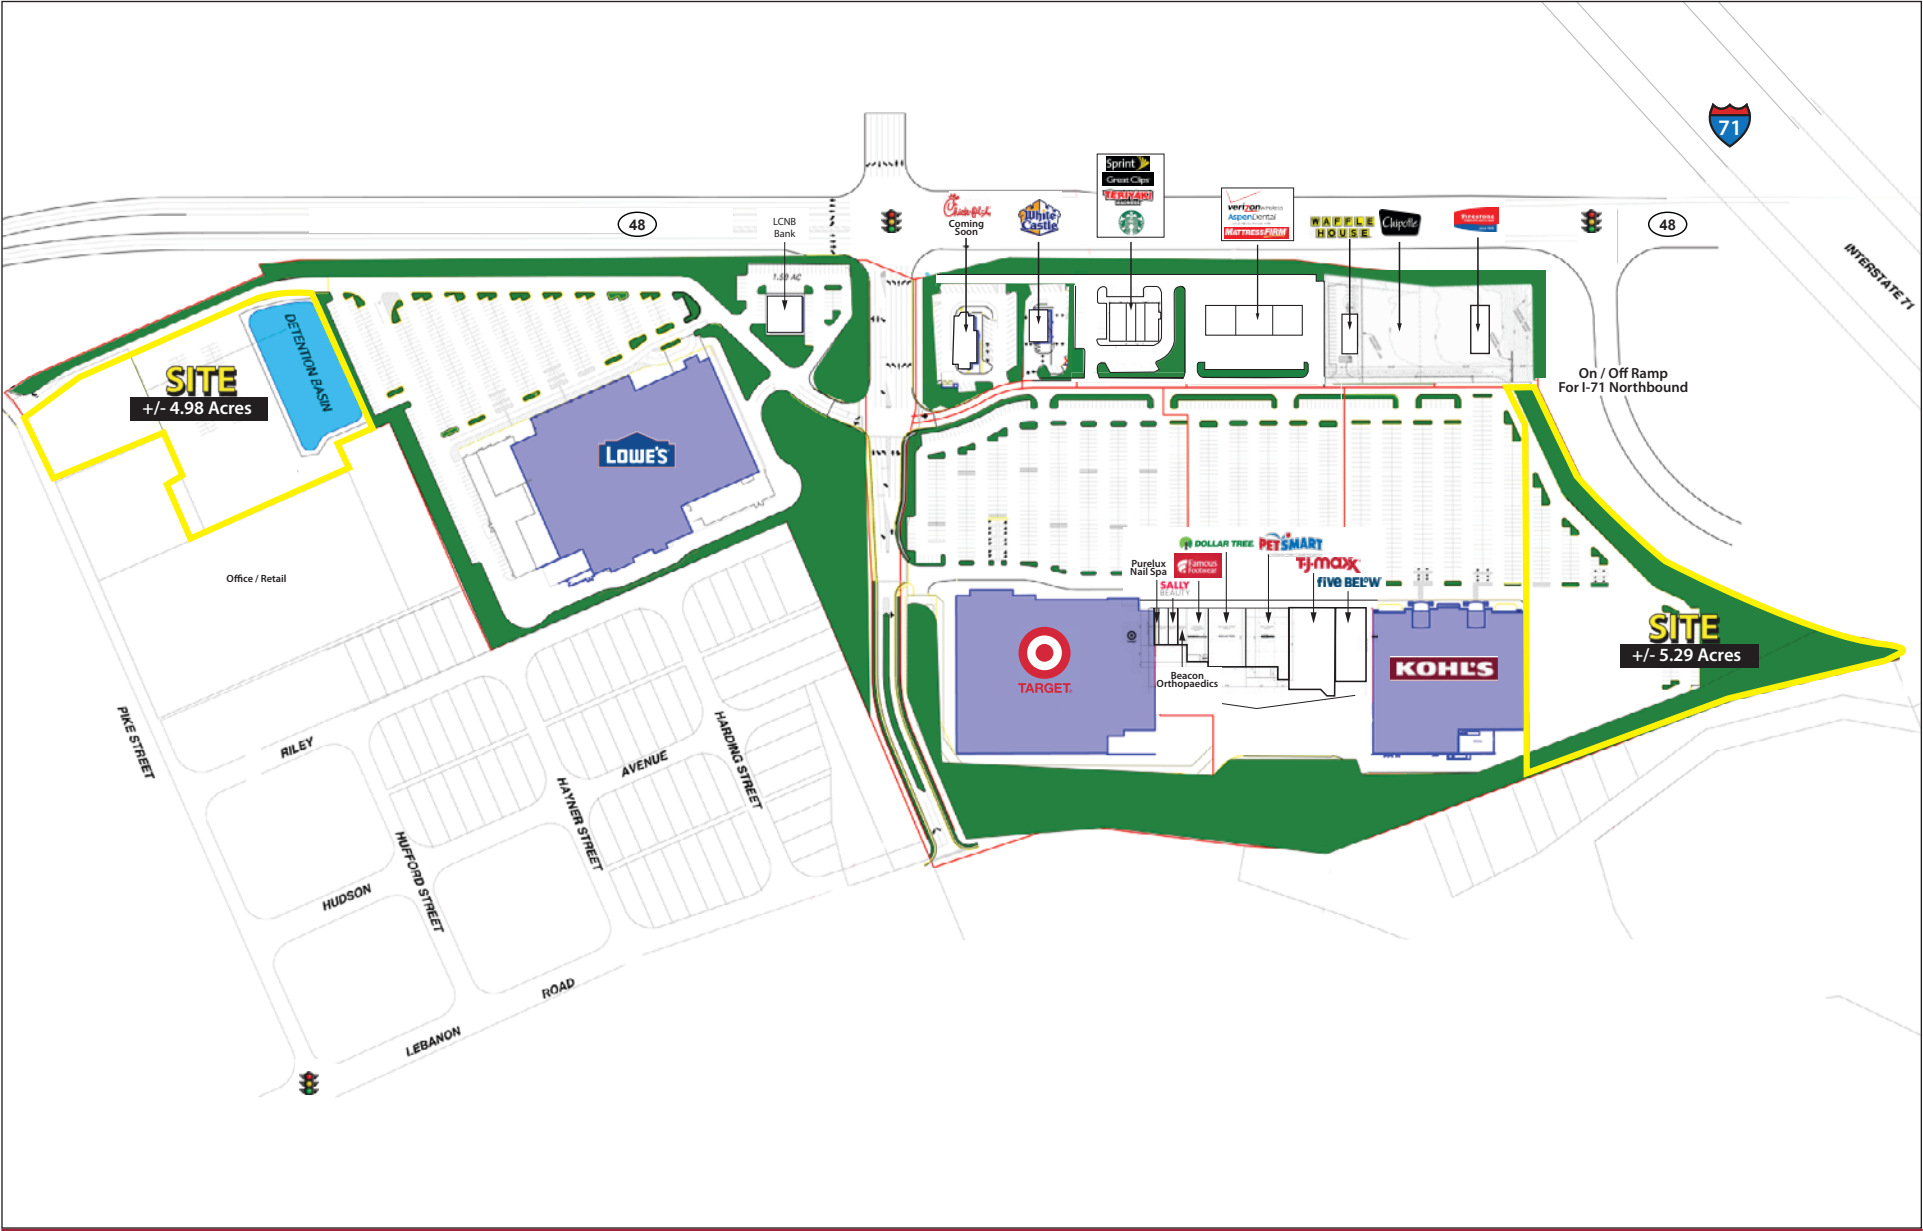 71
INTERSTATE 71
48
LCNB
Bank
1.50 AC
Chick-fil-A
Coming
Soon
White
Castle
Sprint
Great Clips
TERIYAKI
verizon wireless
AspenDental
MATTRESSFIRM
WAFFLE
HOUSE
Chipotle
Firestone
48
On / Off Ramp
For I-71 Northbound
DETENTION BASIN
SITE
+/- 4.98 Acres
LOWE'S
Office / Retail
DOLLAR TREE
PETSMART
Purelux
Nail Spa
Famous
Footwear
T.J.maxx
SALLY
BEAUTY
five BELOW
TARGET
Beacon
Orthopaedics
KOHL'S
SITE
+/- 5.29 Acres
PIKE STREET
RILEY
AVENUE
HARDING STREET
HAYNER STREET
HUFFORD STREET
HUDSON
ROAD
LEBANON